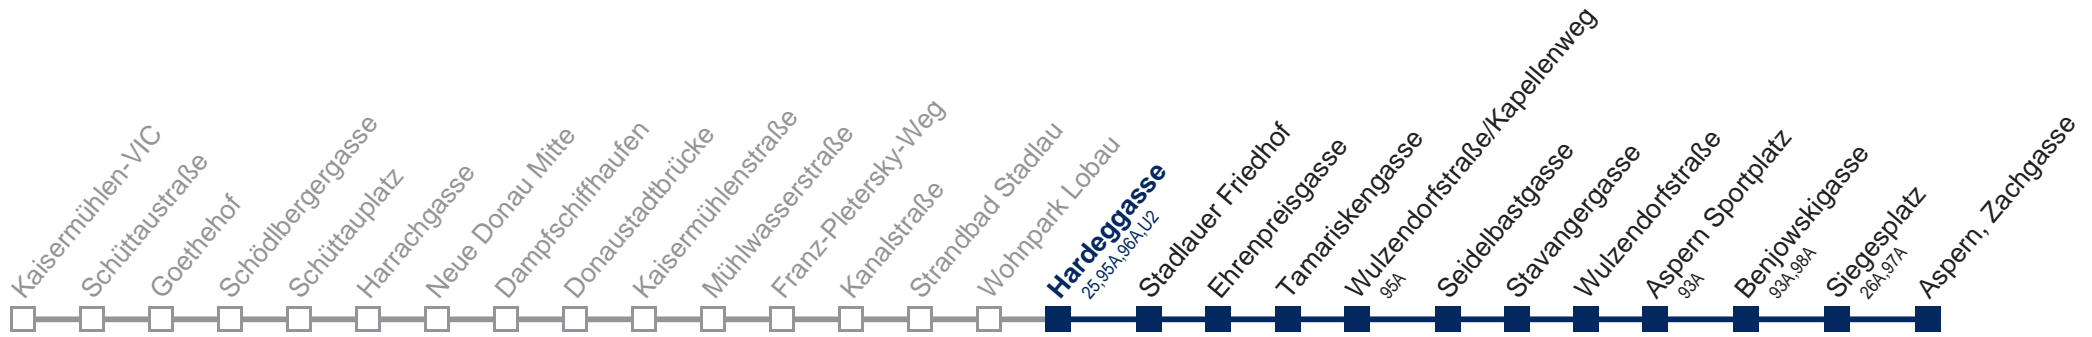 Kaisermühlen-VIC
Schüttaustraße
Goethehof
Schödlbergergasse
Schüttauplatz
Harrachgasse
Neue Donau Mitte
Dampfschiffhaufen
Donaustadtbrücke
Kaisermühlenstraße
Mühlwasserstraße
Franz-Pletersky-Weg
Kanalstraße
Strandbad Stadlau
Wohnpark Lobau
Hardeggasse
25,95A,96A,U2
Stadlauer Friedhof
Ehrenpreisgasse
Tamariskengasse
Wulzendorfstraße/Kapellenweg
95A
Seidelbastgasse
Stavangergasse
Wulzendorfstraße
Aspern Sportplatz
93A
Benjowskigasse
93A,98A
Siegesplatz
26A,97A
Aspern, Zachgasse